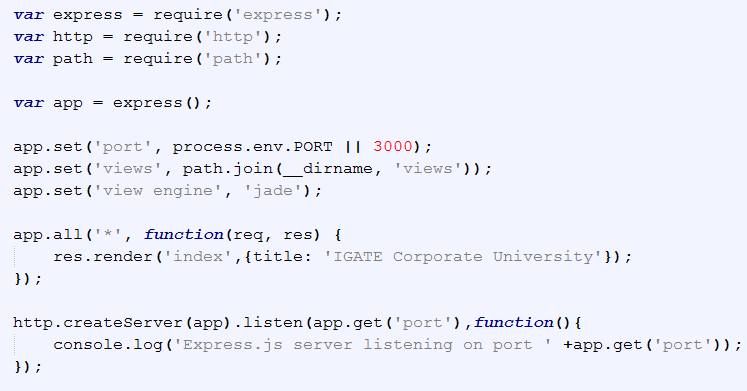 var express = require('express');
var http = require('http');
var path = require('path');

var app = express();

app.set('port', process.env.PORT || 3000);
app.set('views', path.join(__dirname, 'views'));
app.set('view engine', 'jade');

app.all('*', function(req, res) {
    res.render('index',{title: 'IGATE Corporate University'});
});

http.createServer(app).listen(app.get('port'),function(){
    console.log('Express.js server listening on port ' +app.get('port'));
});